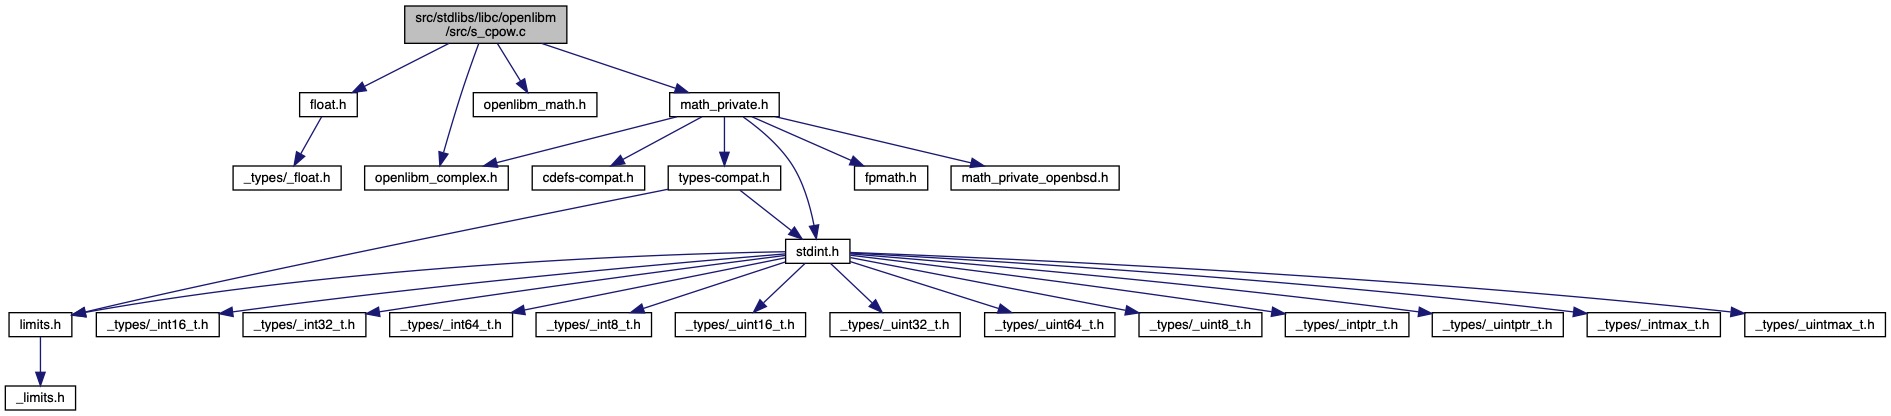 src/stdlibs/libc/openlibm
/src/s_cpow.c
float.h
openlibm_math.h
math_private.h
_types/_float.h
openlibm_complex.h
cdefs-compat.h
types-compat.h
fpmath.h
math_private_openbsd.h
stdint.h
limits.h
_types/_int16_t.h
_types/_int32_t.h
_types/_int64_t.h
_types/_int8_t.h
_types/_uint16_t.h
_types/_uint32_t.h
_types/_uint64_t.h
_types/_uint8_t.h
_types/_intptr_t.h
_types/_uintptr_t.h
_types/_intmax_t.h
_types/_uintmax_t.h
_limits.h